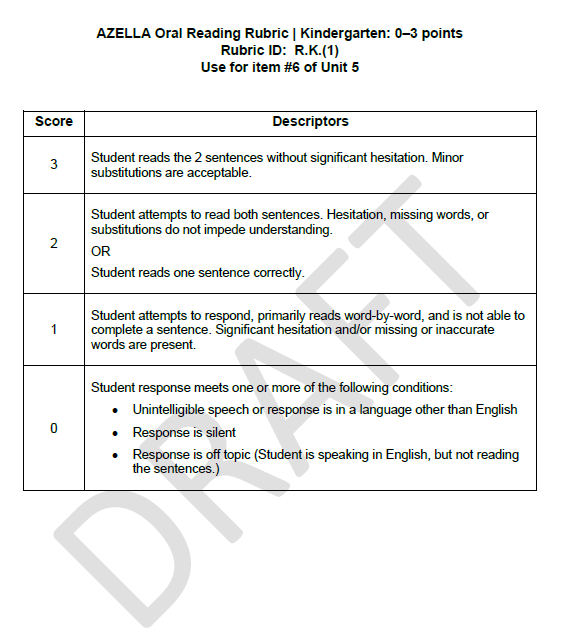 AZELLA Oral Reading Rubric | Kindergarten: 0–3 points
Rubric ID: R.K.(1)
Use for item #6 of Unit 5
Score Descriptors
3 Student reads the 2 sentences without significant hesitation. Minor
substitutions are acceptable.
2 Student attempts to read both sentences. Hesitation, missing words, or
substitutions do not impede understanding.
OR
Student reads one sentence correctly.
1 Student attempts to respond, primarily reads word-by-word, and is not able to
complete a sentence. Significant hesitation and/or missing or inaccurate
words are present.
0 Student response meets one or more of the following conditions:
• Unintelligible speech or response is in a language other than English
• Response is silent
• Response is off topic (Student is speaking in English, but not reading
the sentences.)
DRAFT